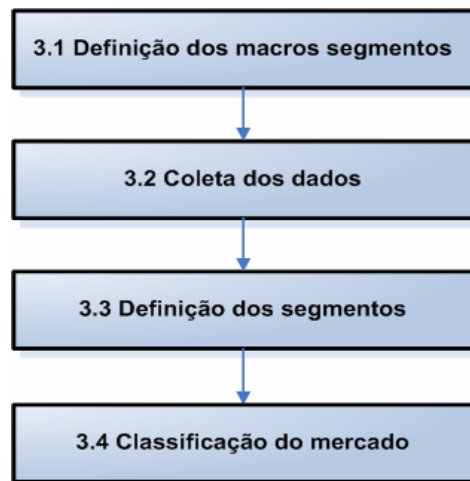 3.1 Definição dos macros segmentos
3.2 Coleta dos dados
3.3 Definição dos segmentos
3.4 Classificação do mercado